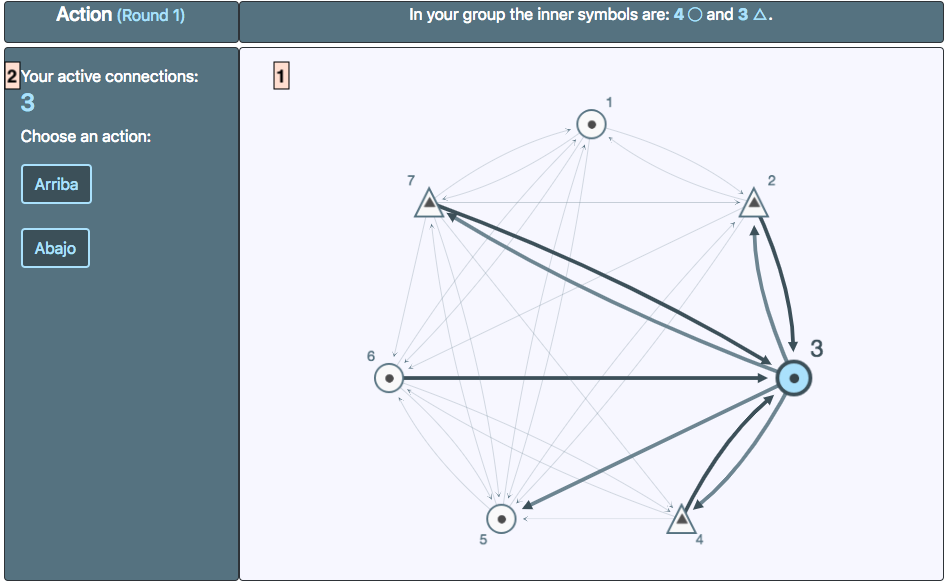 Action (Round 1)
In your group the inner symbols are: 4 ○ and 3 △.
2
Your active connections:
3
Choose an action:
Arriba
Abajo
1
1
7
2
6
3
5
4